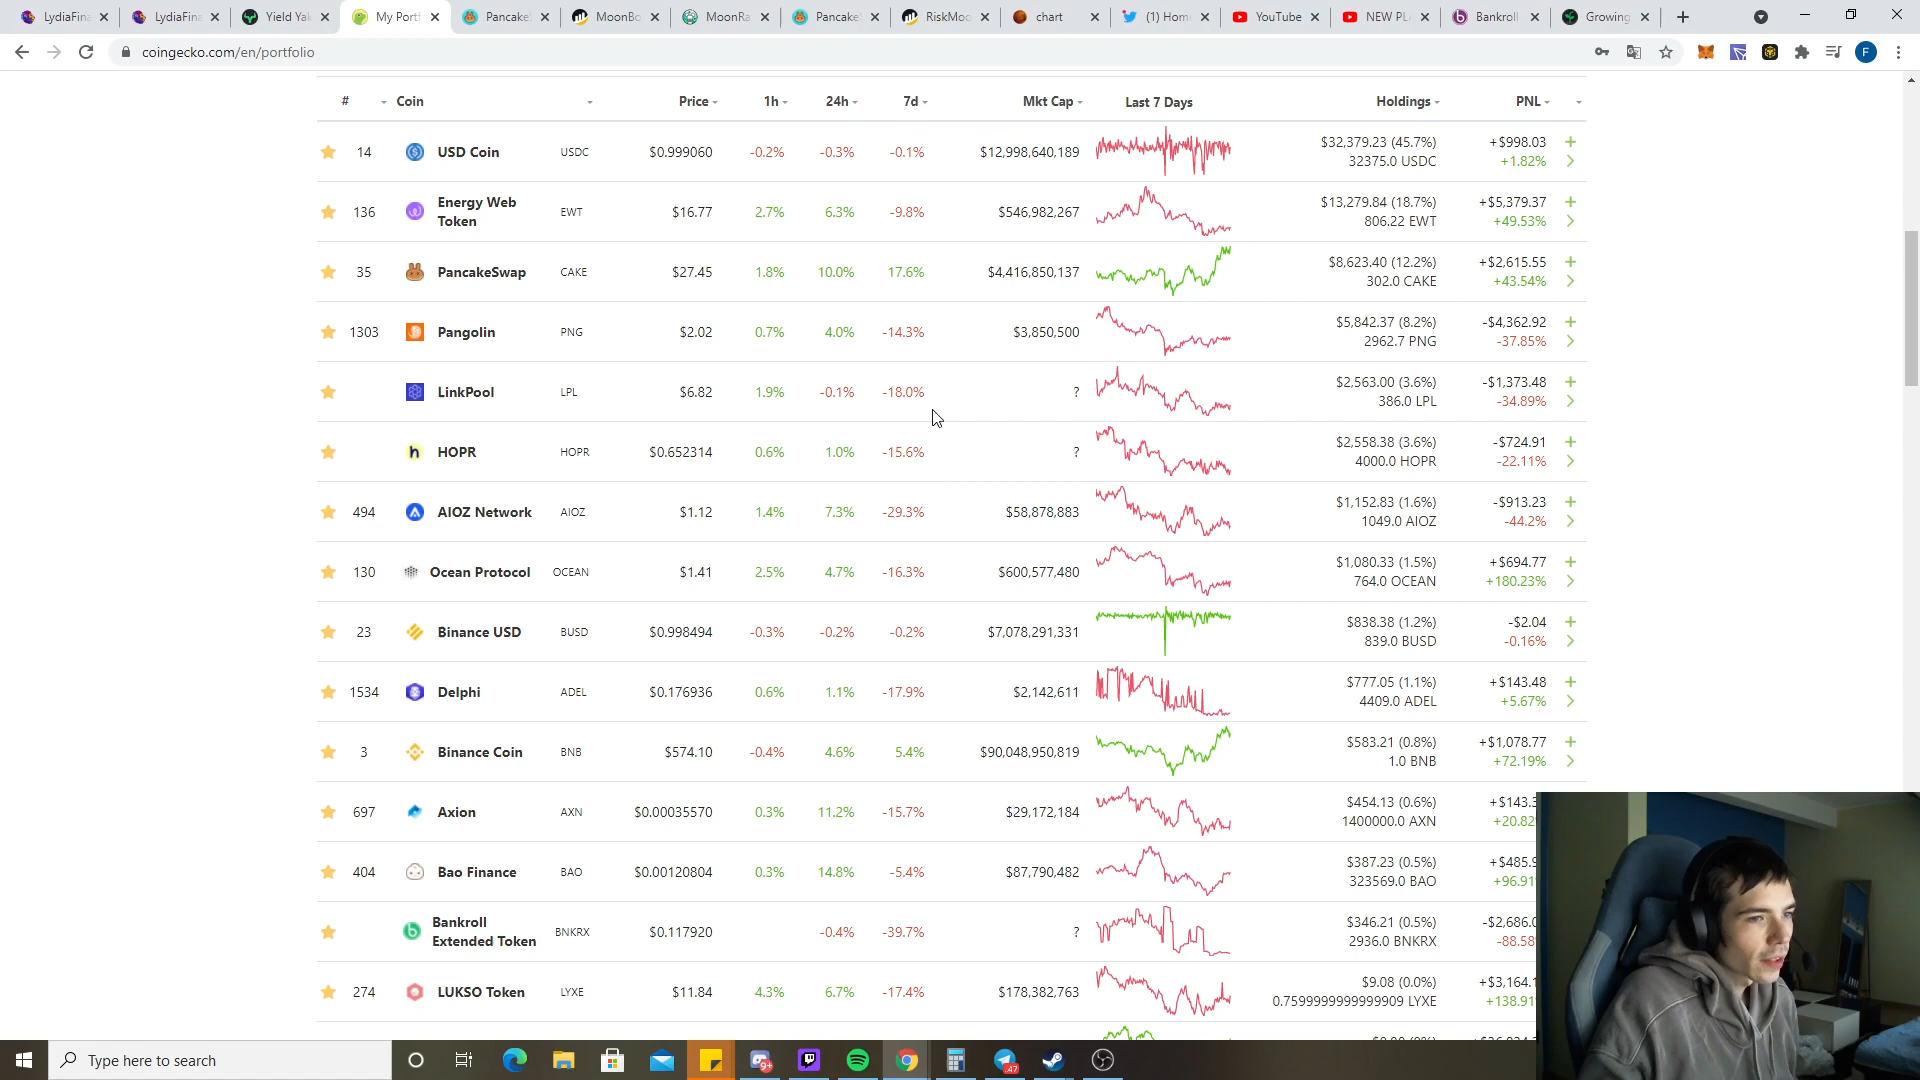 LydiaFina
LydiaFina
Yield Yak
My Portf
Pancake
MoonBo
MoonRa
Pancake
RiskMoo
chart
(1) Hom
YouTube
NEW PL
Bankroll
Growing
coingecko.com/en/portfolio
F
# Coin Price 1h 24h 7d Mkt Cap Last 7 Days Holdings PNL
14 USD Coin USDC $0.999060 -0.2% -0.3% -0.1% $12,998,640,189 $32,379.23 (45.7%) +$998.03
32375.0 USDC +1.82%
136 Energy Web Token EWT $16.77 2.7% 6.3% -9.8% $546,982,267 $13,279.84 (18.7%) +$5,379.37
806.22 EWT +49.53%
35 PancakeSwap CAKE $27.45 1.8% 10.0% 17.6% $4,416,850,137 $8,623.40 (12.2%) +$2,615.55
302.0 CAKE +43.54%
1303 Pangolin PNG $2.02 0.7% 4.0% -14.3% $3,850,500 $5,842.37 (8.2%) -$4,362.92
2962.7 PNG -37.85%
LinkPool LPL $6.82 1.9% -0.1% -18.0% ? $2,563.00 (3.6%) -$1,373.48
386.0 LPL -34.89%
HOPR HOPR $0.652314 0.6% 1.0% -15.6% ? $2,558.38 (3.6%) -$724.91
4000.0 HOPR -22.11%
494 AIOZ Network AIOZ $1.12 1.4% 7.3% -29.3% $58,878,883 $1,152.83 (1.6%) -$913.23
1049.0 AIOZ -44.2%
130 Ocean Protocol OCEAN $1.41 2.5% 4.7% -16.3% $600,577,480 $1,080.33 (1.5%) +$694.77
764.0 OCEAN +180.23%
23 Binance USD BUSD $0.998494 -0.3% -0.2% -0.2% $7,078,291,331 $838.38 (1.2%) -$2.04
839.0 BUSD -0.16%
1534 Delphi ADEL $0.176936 0.6% 1.1% -17.9% $2,142,611 $777.05 (1.1%) +$143.48
4409.0 ADEL +5.67%
3 Binance Coin BNB $574.10 -0.4% 4.6% 5.4% $90,048,950,819 $583.21 (0.8%) +$1,078.77
1.0 BNB +72.19%
697 Axion AXN $0.00035570 0.3% 11.2% -15.7% $29,172,184 $454.13 (0.6%) +$143.3
1400000.0 AXN +20.82
404 Bao Finance BAO $0.00120804 0.3% 14.8% -5.4% $87,790,482 $387.23 (0.5%) +$485.9
323569.0 BAO +96.91
Bankroll Extended Token BNKRX $0.117920 -0.4% -39.7% ? $346.21 (0.5%) -$2,686.0
2936.0 BNKRX -88.58
274 LUKSO Token LYXE $11.84 4.3% 6.7% -17.4% $178,382,763 $9.08 (0.0%) +$3,164.1
0.7599999999999909 LYXE +138.91
Type here to search
9+
47